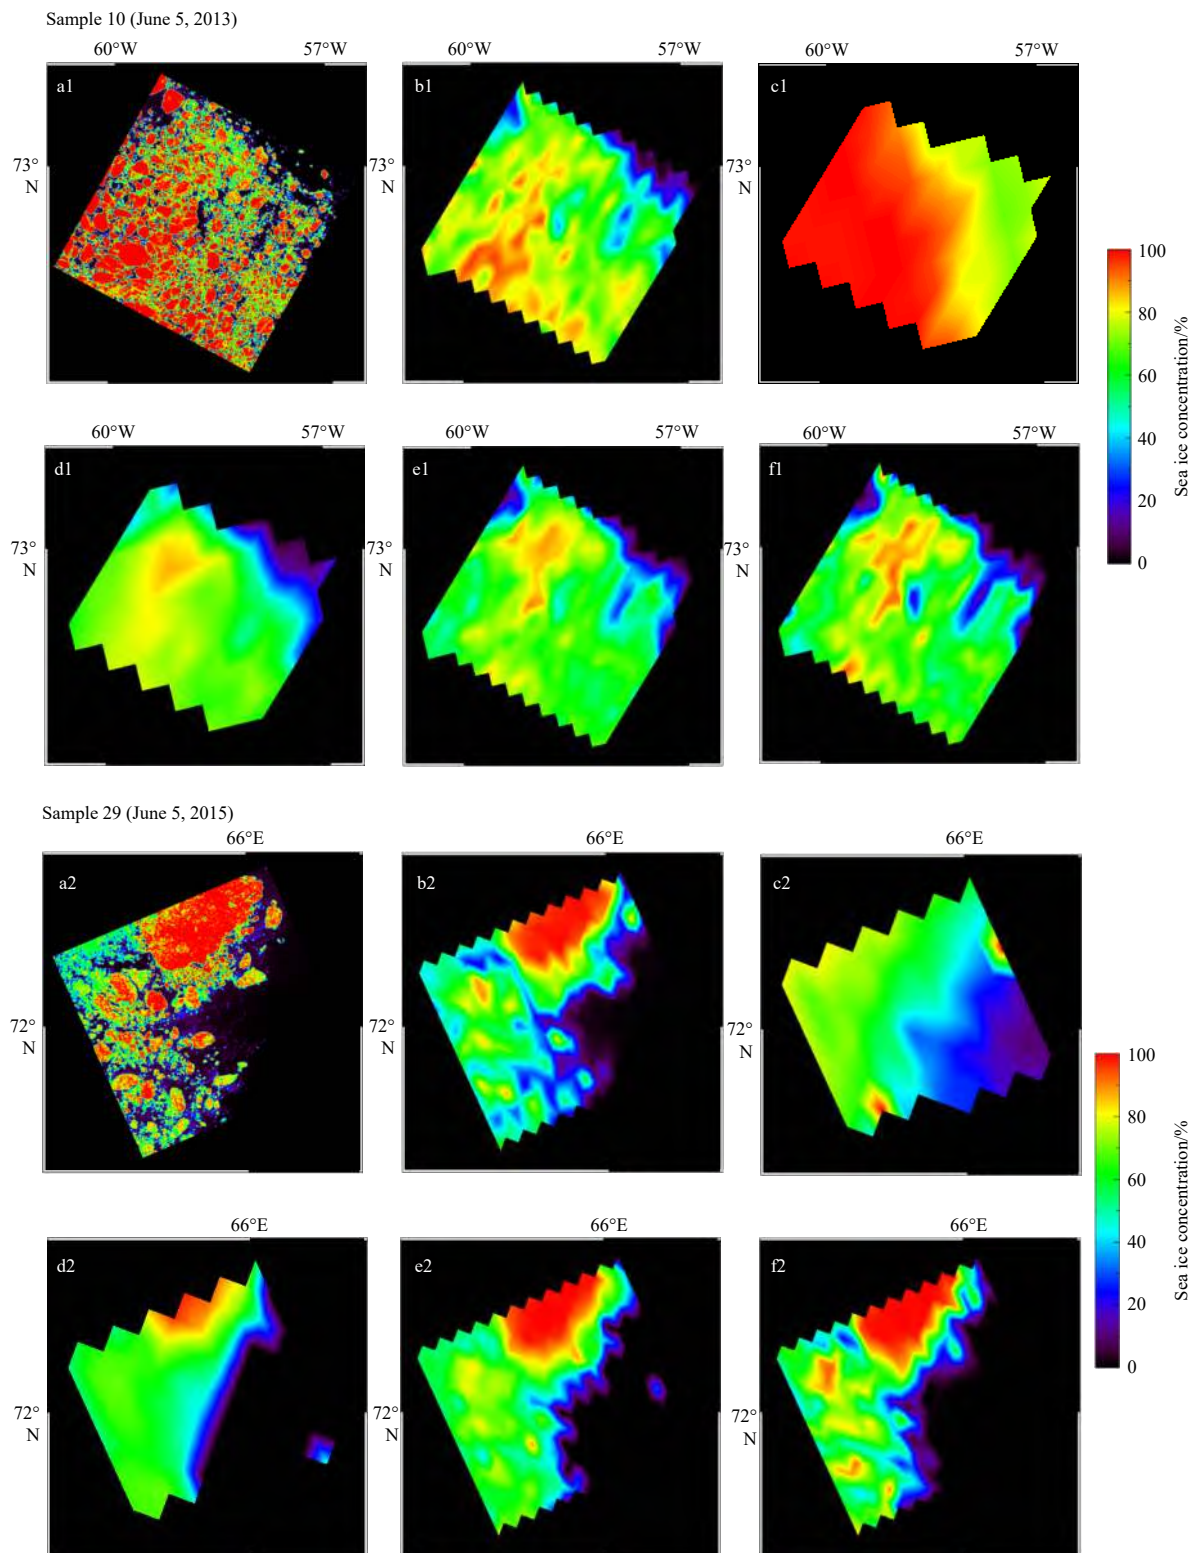 Sample 10 (June 5, 2013)
60°W 57°W 60°W 57°W 60°W 57°W
a1 b1 c1
73°
N
73°
N
73°
N
100
80
60
40
20
0
Sea ice concentration/%
60°W 57°W 60°W 57°W 60°W 57°W
d1 e1 f1
73°
N
73°
N
Sample 29 (June 5, 2015)
66°E 66°E 66°E
a2 b2 c2
72°
N
72°
N
100
80
60
40
20
0
Sea ice concentration/%
66°E 66°E 66°E
d2 e2 f2
72°
N
72°
N